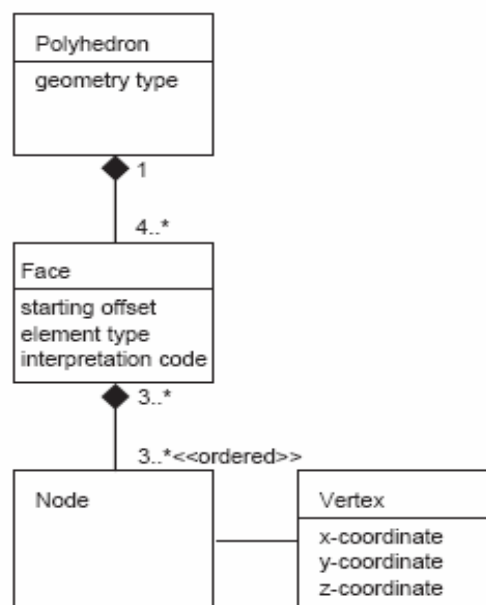 Polyhedron
geometry type
1
4..*
Face
starting offset
element type
interpretation code
3..*
3..*<<ordered>>
Node
Vertex
x-coordinate
y-coordinate
z-coordinate